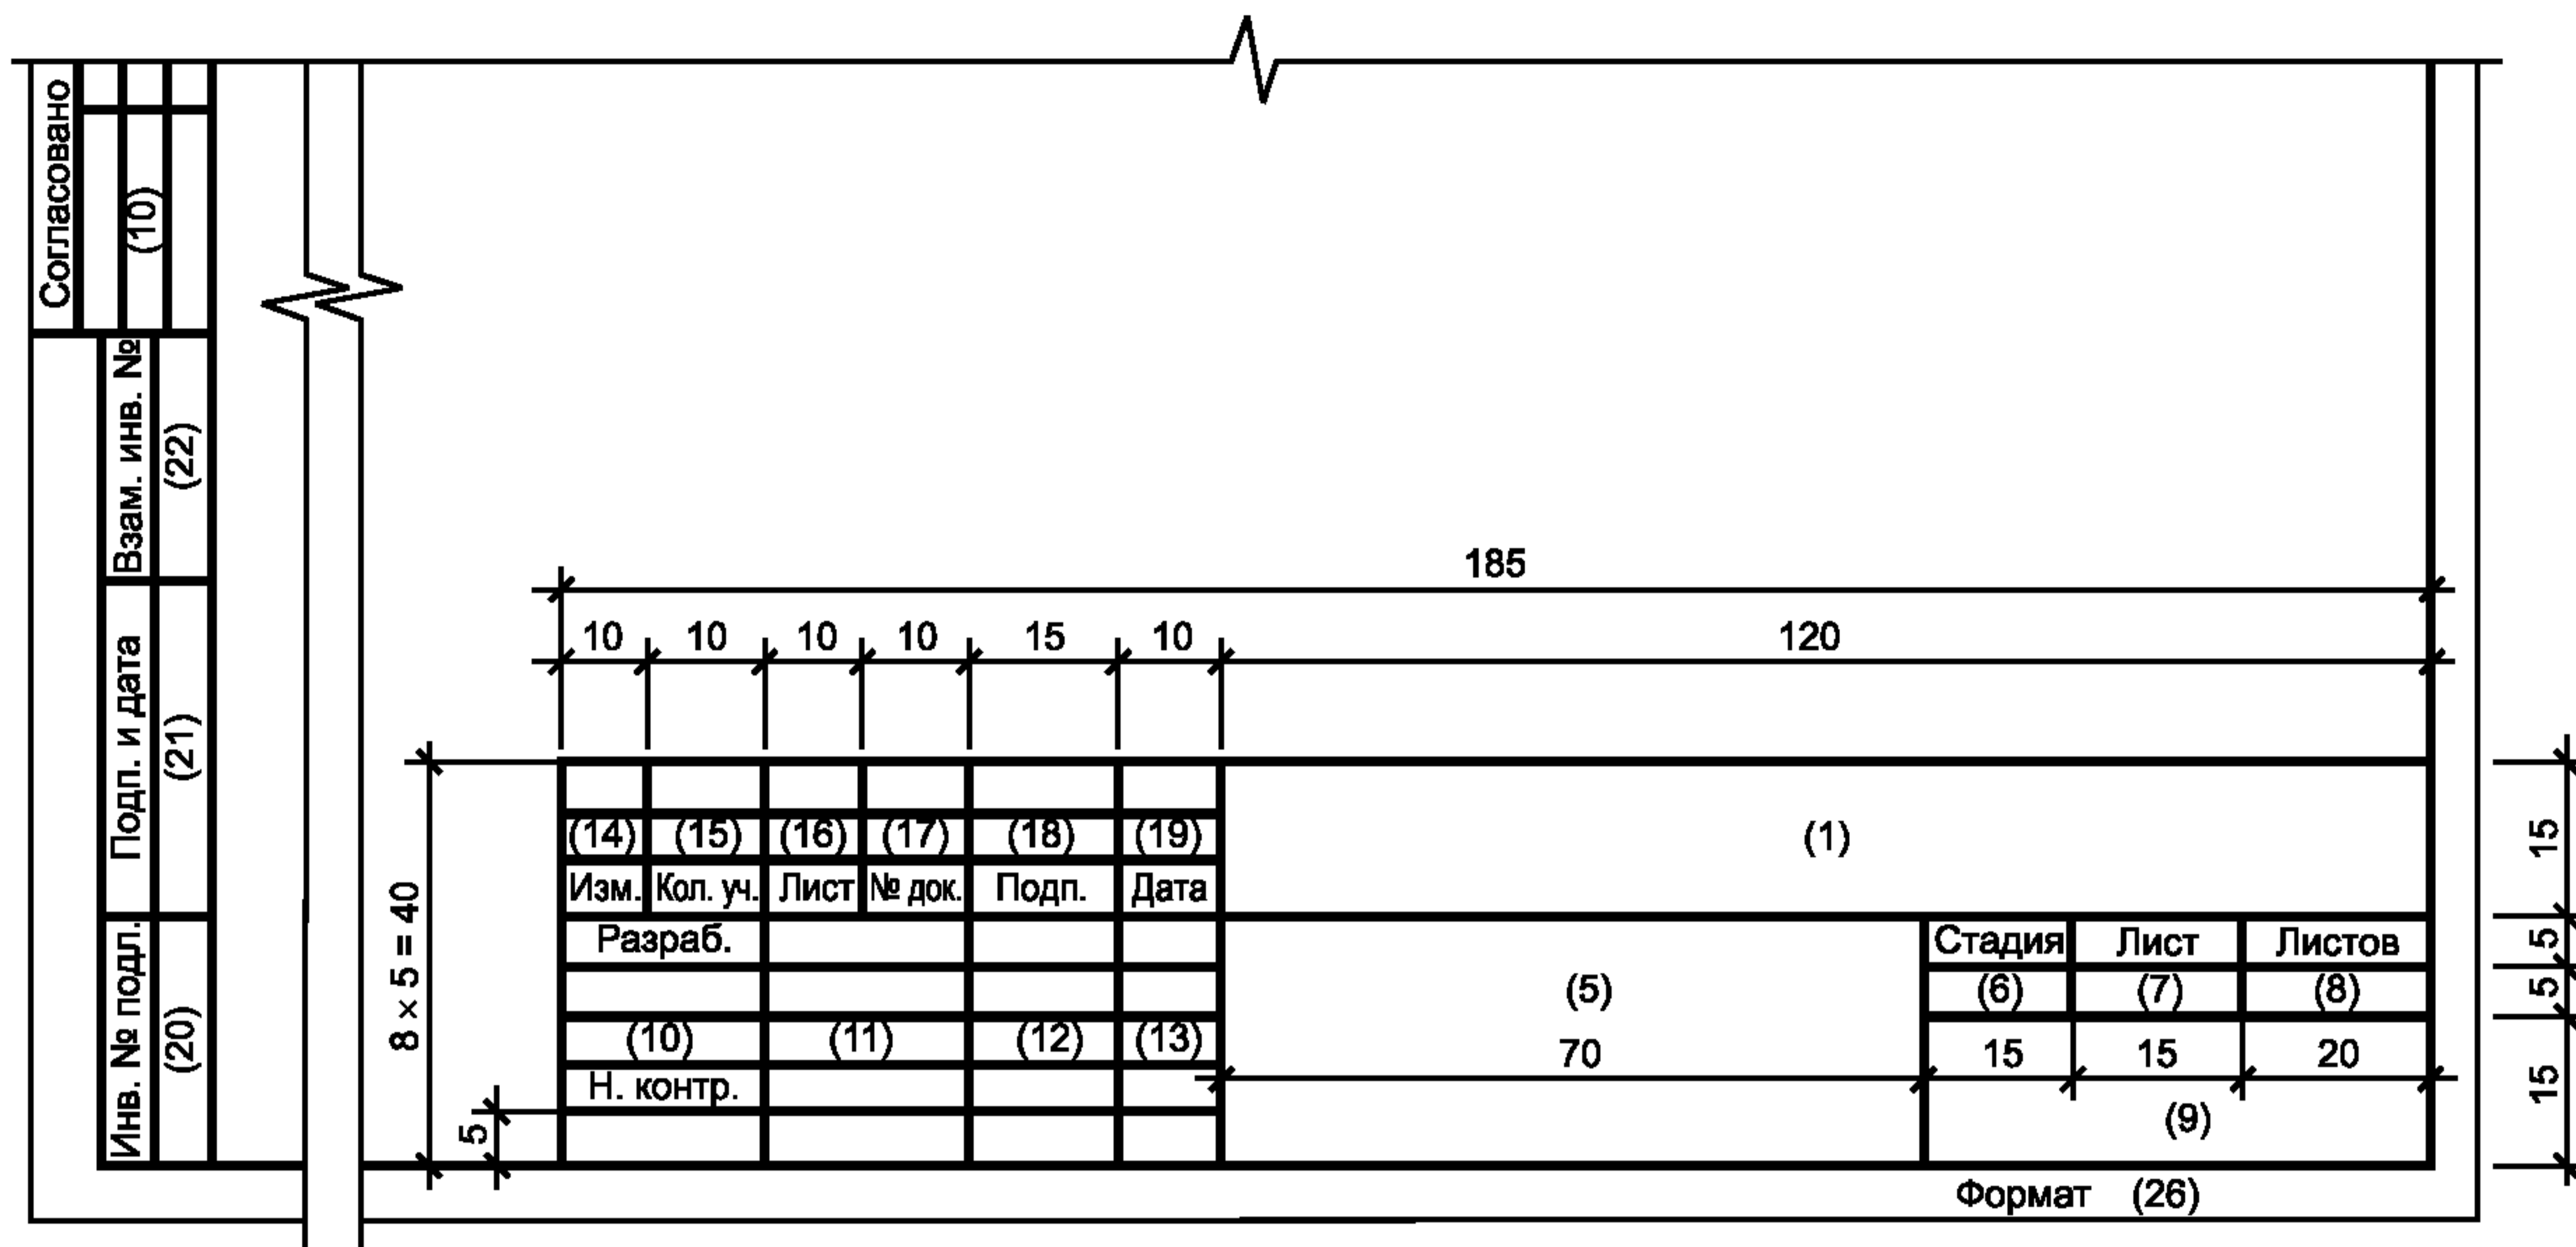 Согласовано
(10)
Взам. инв. №
(22)
Подп. и дата
(21)
Инв. № подл.
(20)
185
10 10 10 10 15 10 120
8 × 5 = 40
5
(14) (15) (16) (17) (18) (19)
Изм. Кол. уч. Лист № док. Подп. Дата
(1)
15
Разраб.
Стадия Лист Листов
5
(5)
(6) (7) (8)
5
(10) (11) (12) (13)
70 15 15 20
Н. контр.
15
(9)
Формат (26)